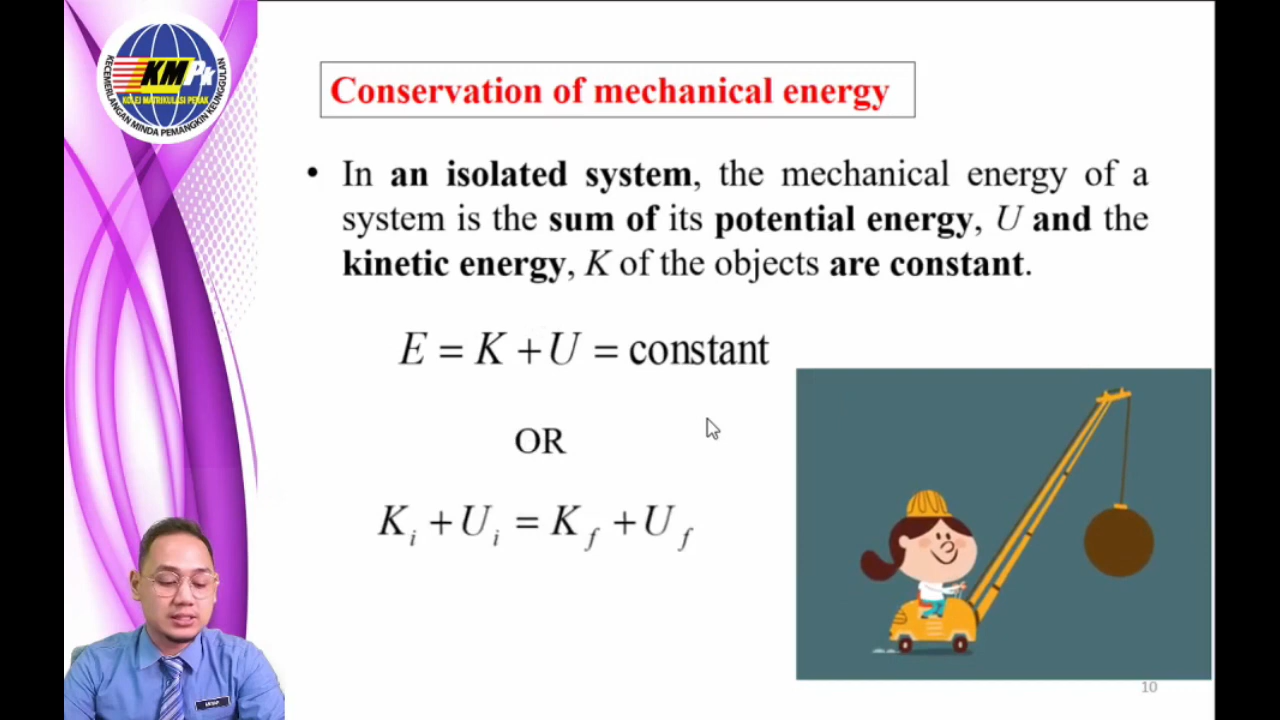 KMPk
KOLEJ MATRIKULASI PERAK
KECEMERLANGAN MINDA PEMANGKIN KEUNGGULAN
Conservation of mechanical energy
• In an isolated system, the mechanical energy of a
system is the sum of its potential energy, U and the
kinetic energy, K of the objects are constant.
E = K + U = constant
OR
K_i + U_i = K_f + U_f
10